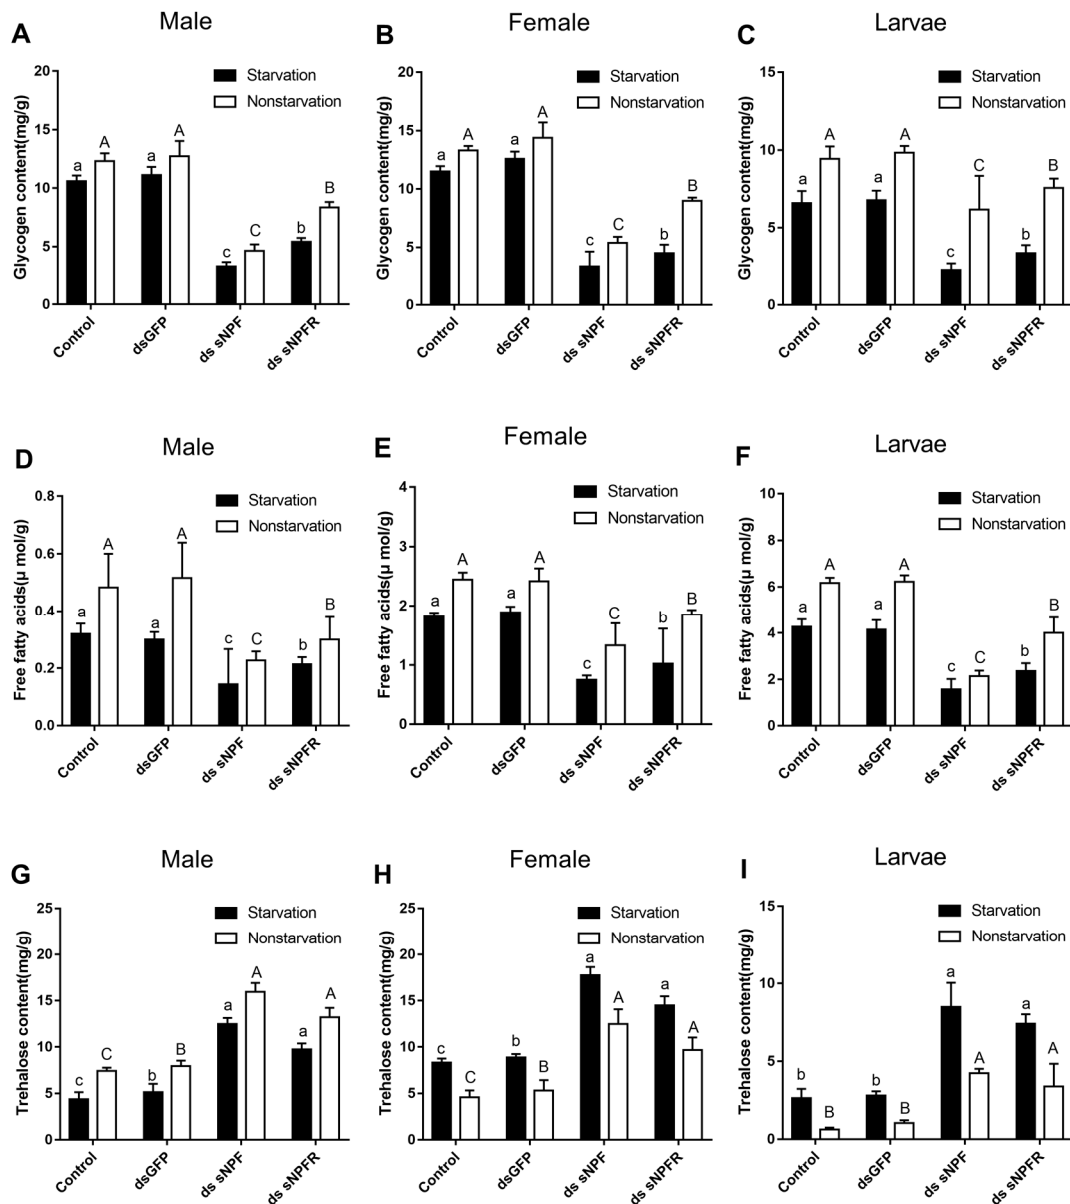 A
Male
Starvation
Nonstarvation
Glycogen content(mg/g)
20
15
10
5
0
a
A
a
A
c
C
b
B
Control
dsGFP
ds sNPF
ds sNPFR
B
Female
Starvation
Nonstarvation
Glycogen content(mg/g)
20
15
10
5
0
a
A
a
A
c
C
b
B
Control
dsGFP
ds sNPF
ds sNPFR
C
Larvae
Starvation
Nonstarvation
Glycogen content(mg/g)
15
10
5
0
a
A
a
A
c
C
b
B
Control
dsGFP
ds sNPF
ds sNPFR
D
Male
Starvation
Nonstarvation
Free fatty acids(μ mol/g)
0.8
0.6
0.4
0.2
0.0
a
A
a
A
c
C
b
B
Control
dsGFP
ds sNPF
ds sNPFR
E
Female
Starvation
Nonstarvation
Free fatty acids(μ mol/g)
4
3
2
1
0
a
A
a
A
c
C
b
B
Control
dsGFP
ds sNPF
ds sNPFR
F
Larvae
Starvation
Nonstarvation
Free fatty acids(μ mol/g)
10
8
6
4
2
0
a
A
a
A
c
C
b
B
Control
dsGFP
ds sNPF
ds sNPFR
G
Male
Starvation
Nonstarvation
Trehalose content(mg/g)
25
20
15
10
5
0
c
C
b
B
a
A
a
A
Control
dsGFP
ds sNPF
ds sNPFR
H
Female
Starvation
Nonstarvation
Trehalose content(mg/g)
25
20
15
10
5
0
c
C
b
B
a
A
a
A
Control
dsGFP
ds sNPF
ds sNPFR
I
Larvae
Starvation
Nonstarvation
Trehalose content(mg/g)
15
10
5
0
b
B
b
B
a
A
a
A
Control
dsGFP
ds sNPF
ds sNPFR